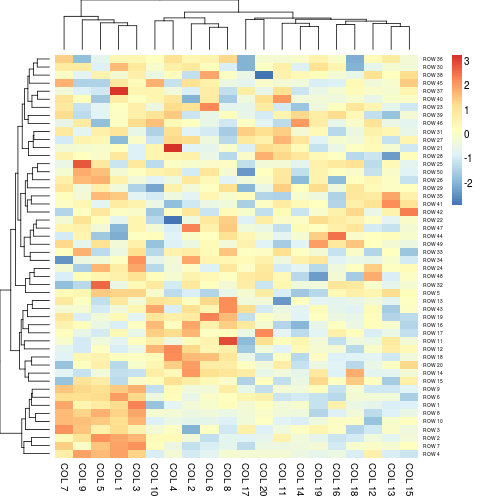 ROW 36
ROW 30
ROW 38
ROW 45
ROW 37
ROW 40
ROW 23
ROW 39
ROW 46
ROW 31
ROW 27
ROW 21
ROW 28
ROW 25
ROW 50
ROW 26
ROW 29
ROW 35
ROW 41
ROW 42
ROW 22
ROW 47
ROW 44
ROW 49
ROW 33
ROW 34
ROW 24
ROW 48
ROW 32
ROW 5
ROW 13
ROW 43
ROW 19
ROW 16
ROW 17
ROW 11
ROW 12
ROW 18
ROW 20
ROW 14
ROW 15
ROW 9
ROW 6
ROW 1
ROW 8
ROW 10
ROW 3
ROW 2
ROW 7
ROW 4
3
2
1
0
-1
-2
COL 7
COL 9
COL 5
COL 1
COL 3
COL 10
COL 4
COL 2
COL 6
COL 8
COL 17
COL 20
COL 11
COL 14
COL 19
COL 16
COL 18
COL 12
COL 13
COL 15